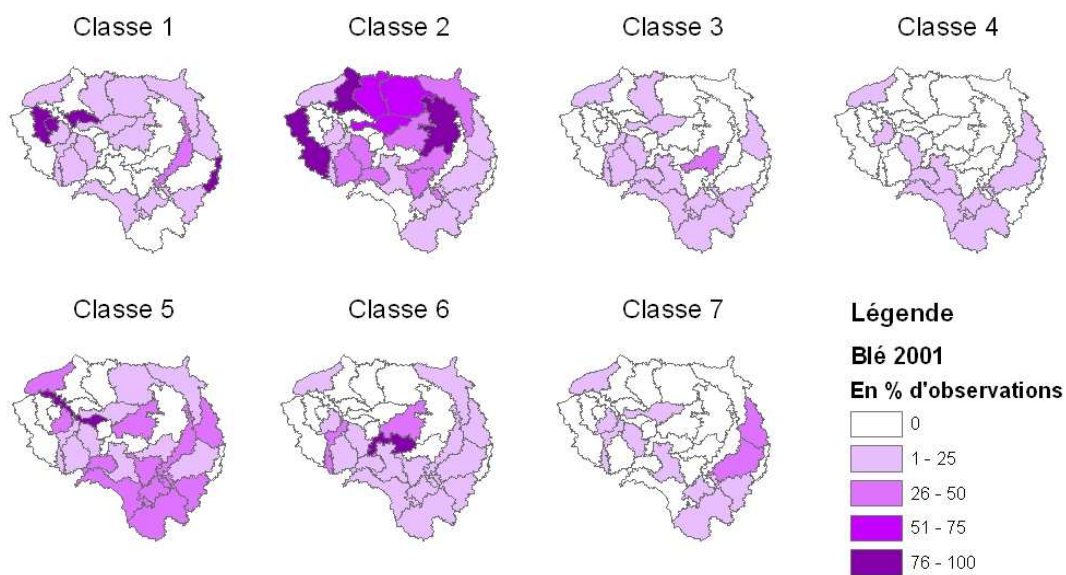 Classe 1
Classe 2
Classe 3
Classe 4
Classe 5
Classe 6
Classe 7
Légende
Blé 2001
En % d'observations
0
1 - 25
26 - 50
51 - 75
76 - 100